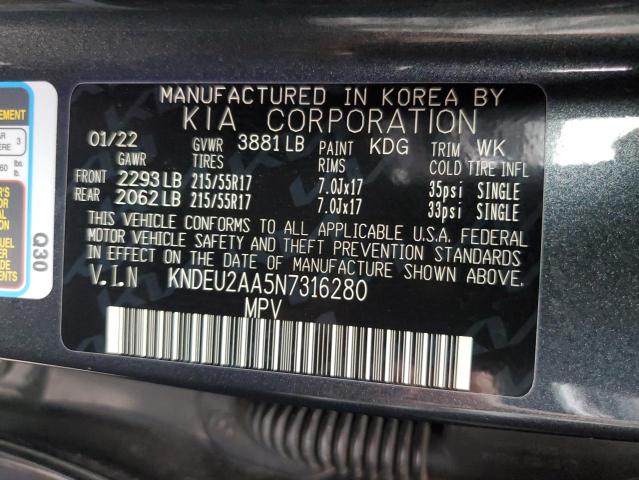 MANUFACTURED IN KOREA BY
KIA CORPORATION
01/22 GVWR 3881 LB PAINT KDG TRIM WK
GAWR TIRES RIMS COLD TIRE INFL
FRONT 2293 LB 215/55R17 7.0Jx17 35psi SINGLE
REAR 2062 LB 215/55R17 7.0Jx17 33psi SINGLE
THIS VEHICLE CONFORMS TO ALL APPLICABLE U.S.A. FEDERAL
MOTOR VEHICLE SAFETY AND THEFT PREVENTION STANDARDS
IN EFFECT ON THE DATE OF MANUFACTURE SHOWN ABOVE.
V.I.N KNDEU2AA5N7316280
MPV
Q30
3
60 lbs.